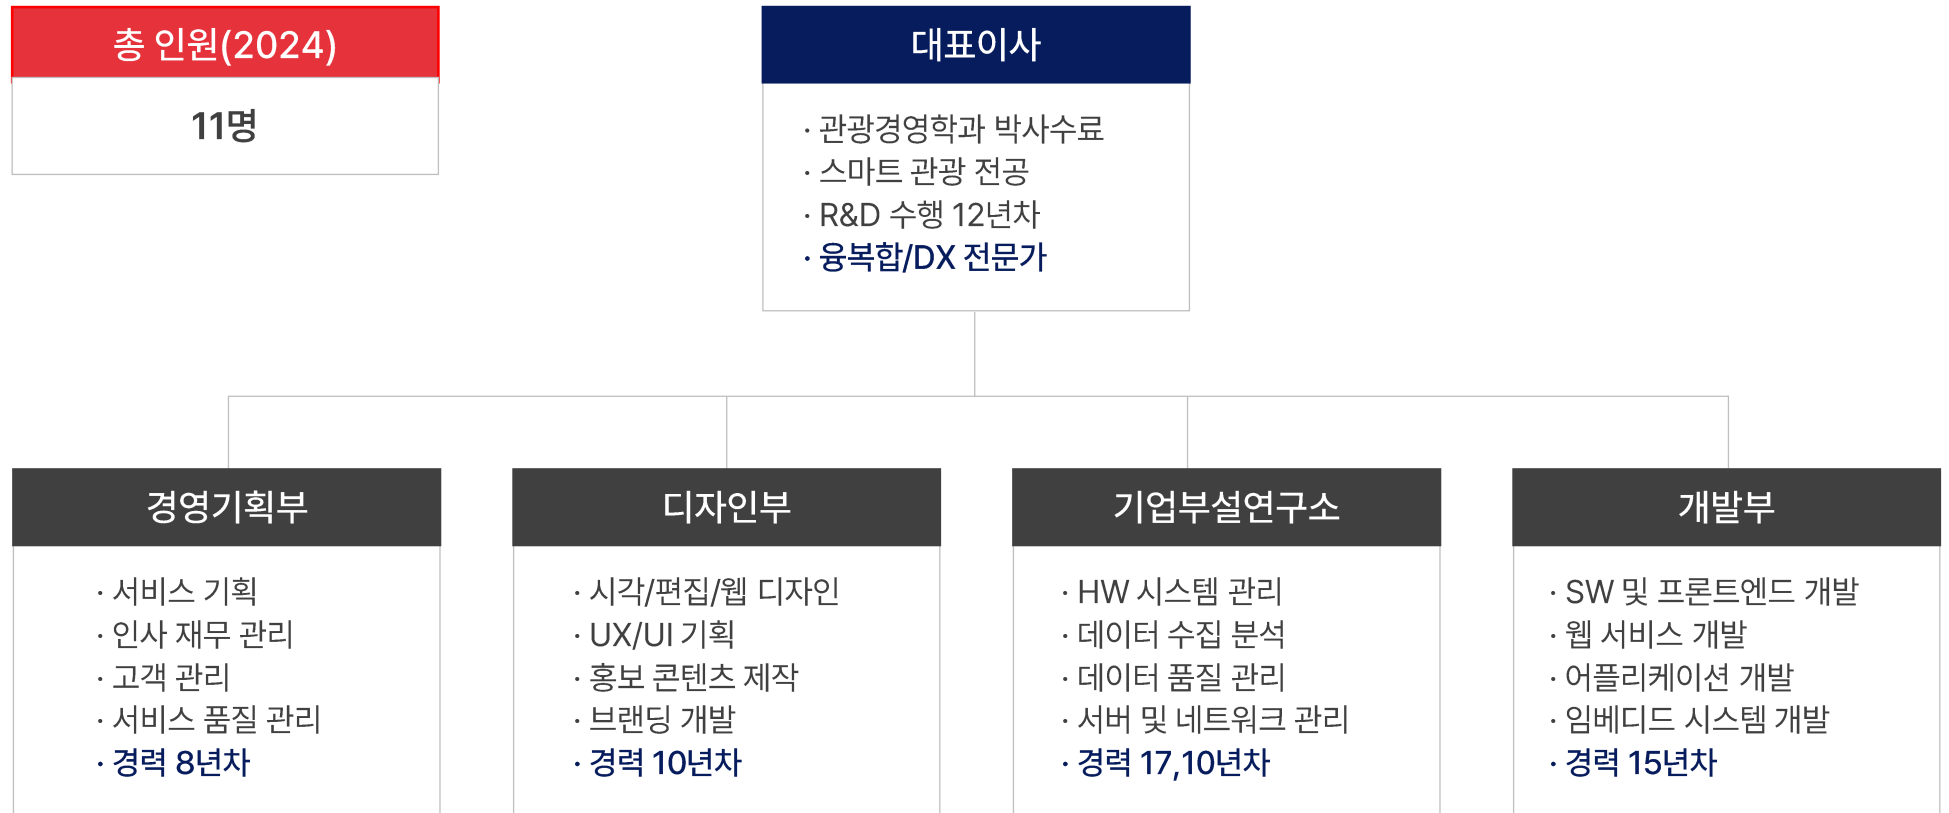 총 인원(2024)
11명
대표이사
· 관광경영학과 박사수료
· 스마트 관광 전공
· R&D 수행 12년차
· 융복합/DX 전문가
경영기획부
· 서비스 기획
· 인사 재무 관리
· 고객 관리
· 서비스 품질 관리
· 경력 8년차
디자인부
· 시각/편집/웹 디자인
· UX/UI 기획
· 홍보 콘텐츠 제작
· 브랜딩 개발
· 경력 10년차
기업부설연구소
· HW 시스템 관리
· 데이터 수집 분석
· 데이터 품질 관리
· 서버 및 네트워크 관리
· 경력 17,10년차
개발부
· SW 및 프론트엔드 개발
· 웹 서비스 개발
· 어플리케이션 개발
· 임베디드 시스템 개발
· 경력 15년차